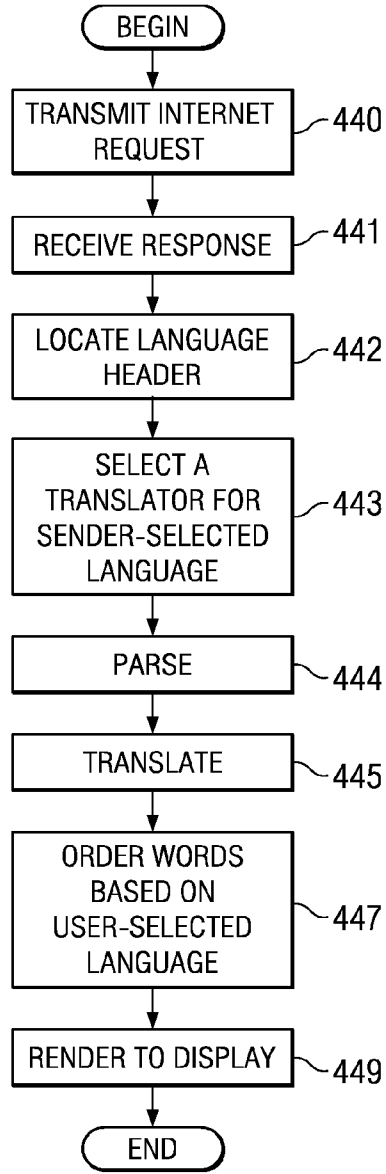 BEGIN
TRANSMIT INTERNET
REQUEST
440
RECEIVE RESPONSE
441
LOCATE LANGUAGE
HEADER
442
SELECT A
TRANSLATOR FOR
SENDER-SELECTED
LANGUAGE
443
PARSE
444
TRANSLATE
445
ORDER WORDS
BASED ON
USER-SELECTED
LANGUAGE
447
RENDER TO DISPLAY
449
END